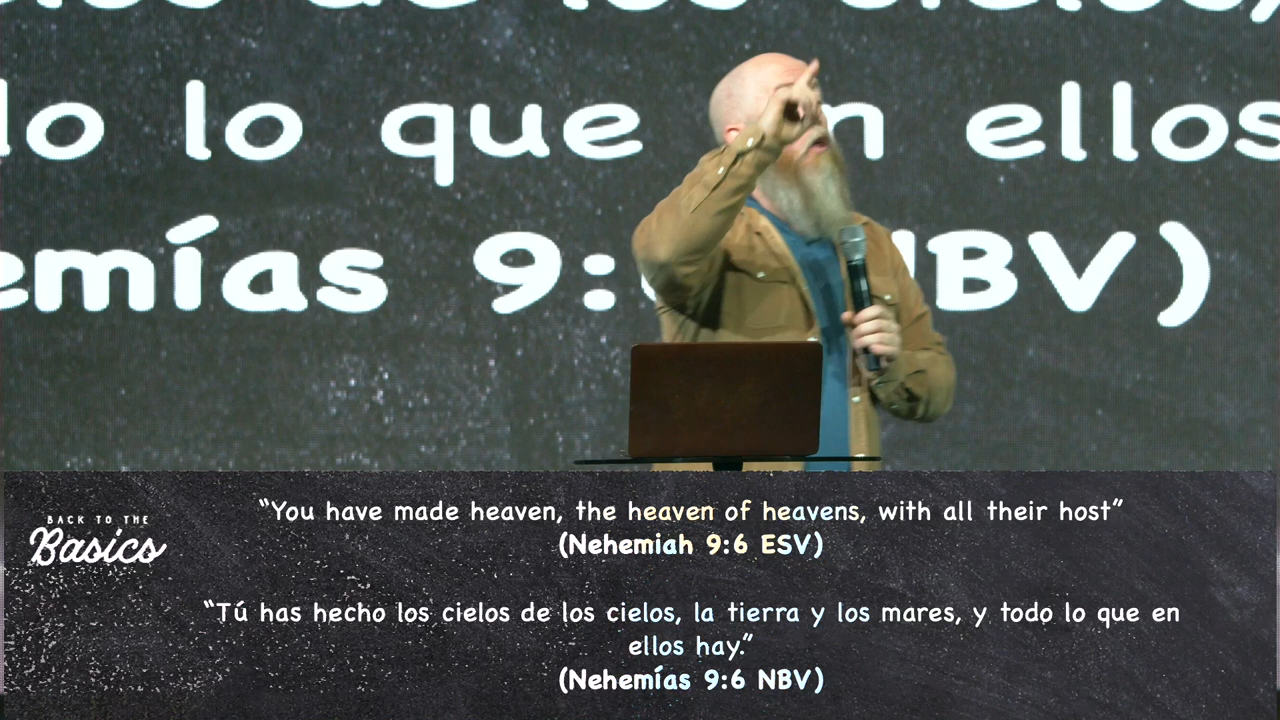 do lo que en ellos
emías 9:6 NBV)
BACK TO THE
Basics
“You have made heaven, the heaven of heavens, with all their host”
(Nehemiah 9:6 ESV)
“Tú has hecho los cielos de los cielos, la tierra y los mares, y todo lo que en
ellos hay.”
(Nehemías 9:6 NBV)